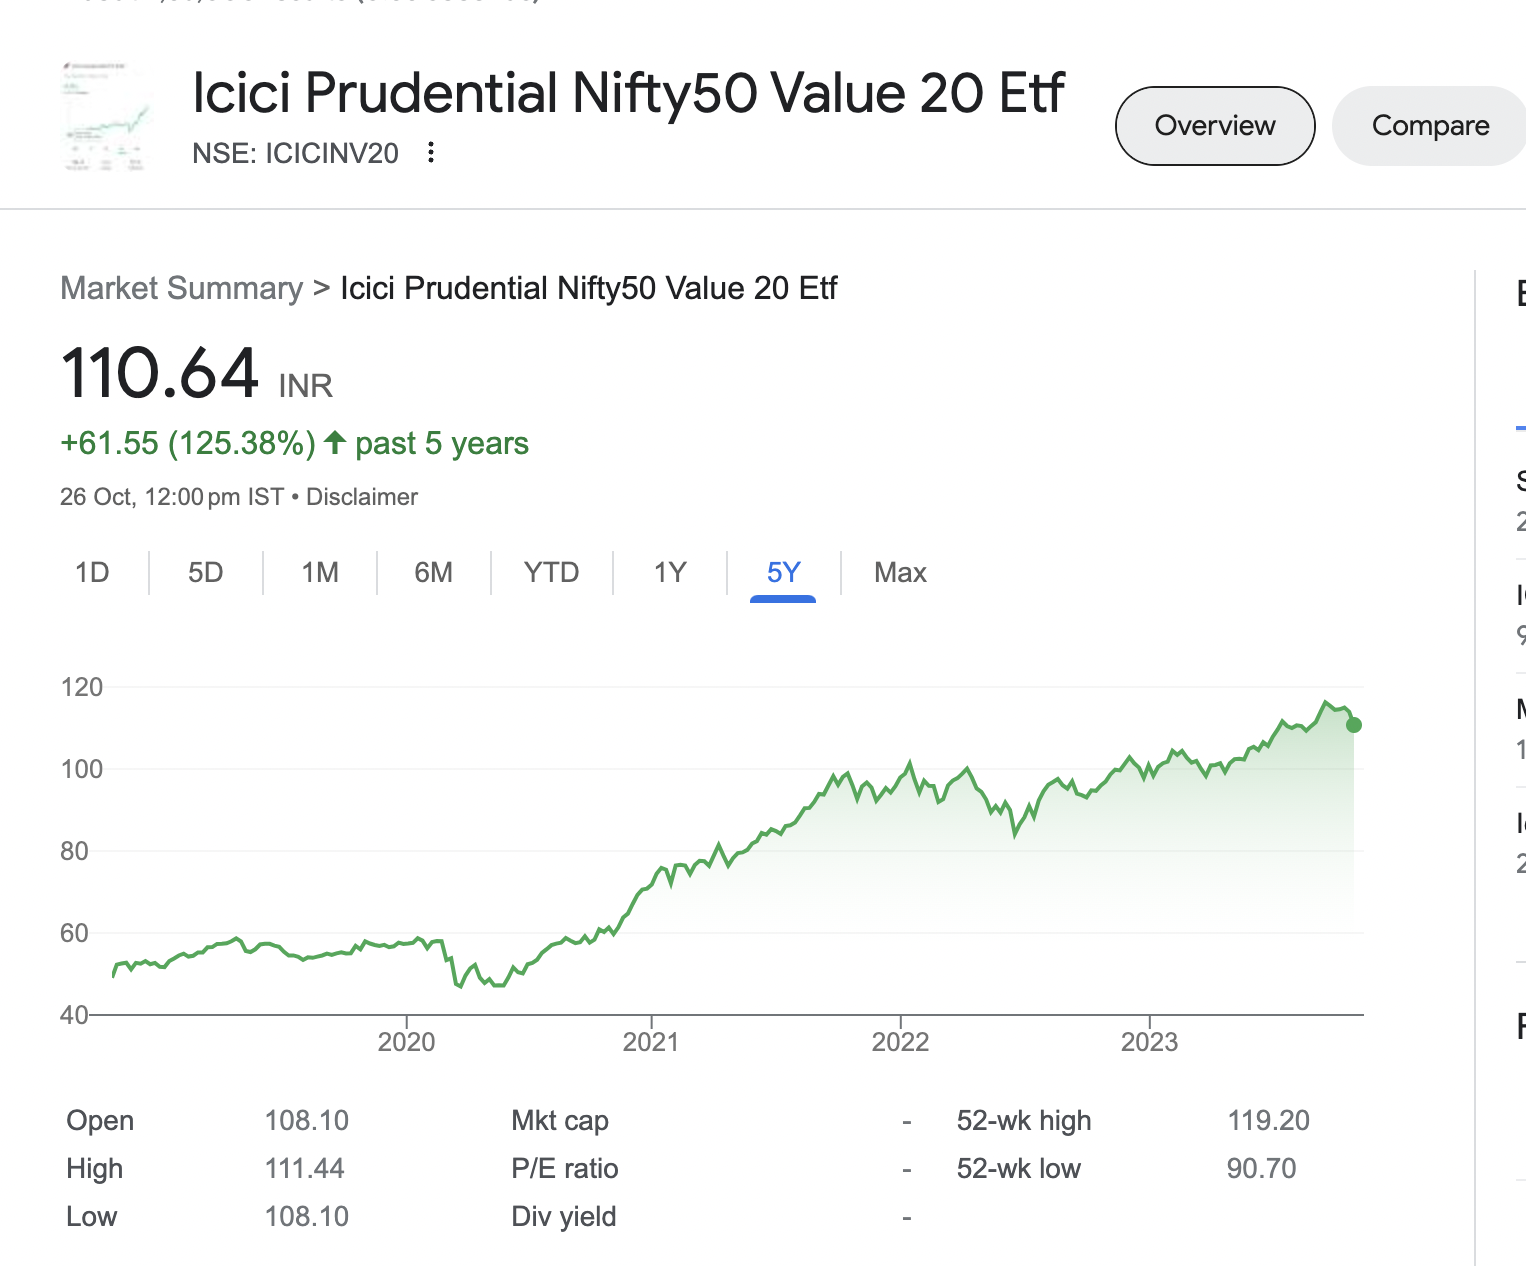 Icici Prudential Nifty50 Value 20 Etf
NSE: ICICINV20
Overview
Compare
Market Summary > Icici Prudential Nifty50 Value 20 Etf
110.64 INR
+61.55 (125.38%) past 5 years
26 Oct, 12:00 pm IST • Disclaimer
1D 5D 1M 6M YTD 1Y 5Y Max
120
100
80
60
40
2020 2021 2022 2023
Open 108.10 Mkt cap - 52-wk high 119.20
High 111.44 P/E ratio - 52-wk low 90.70
Low 108.10 Div yield -